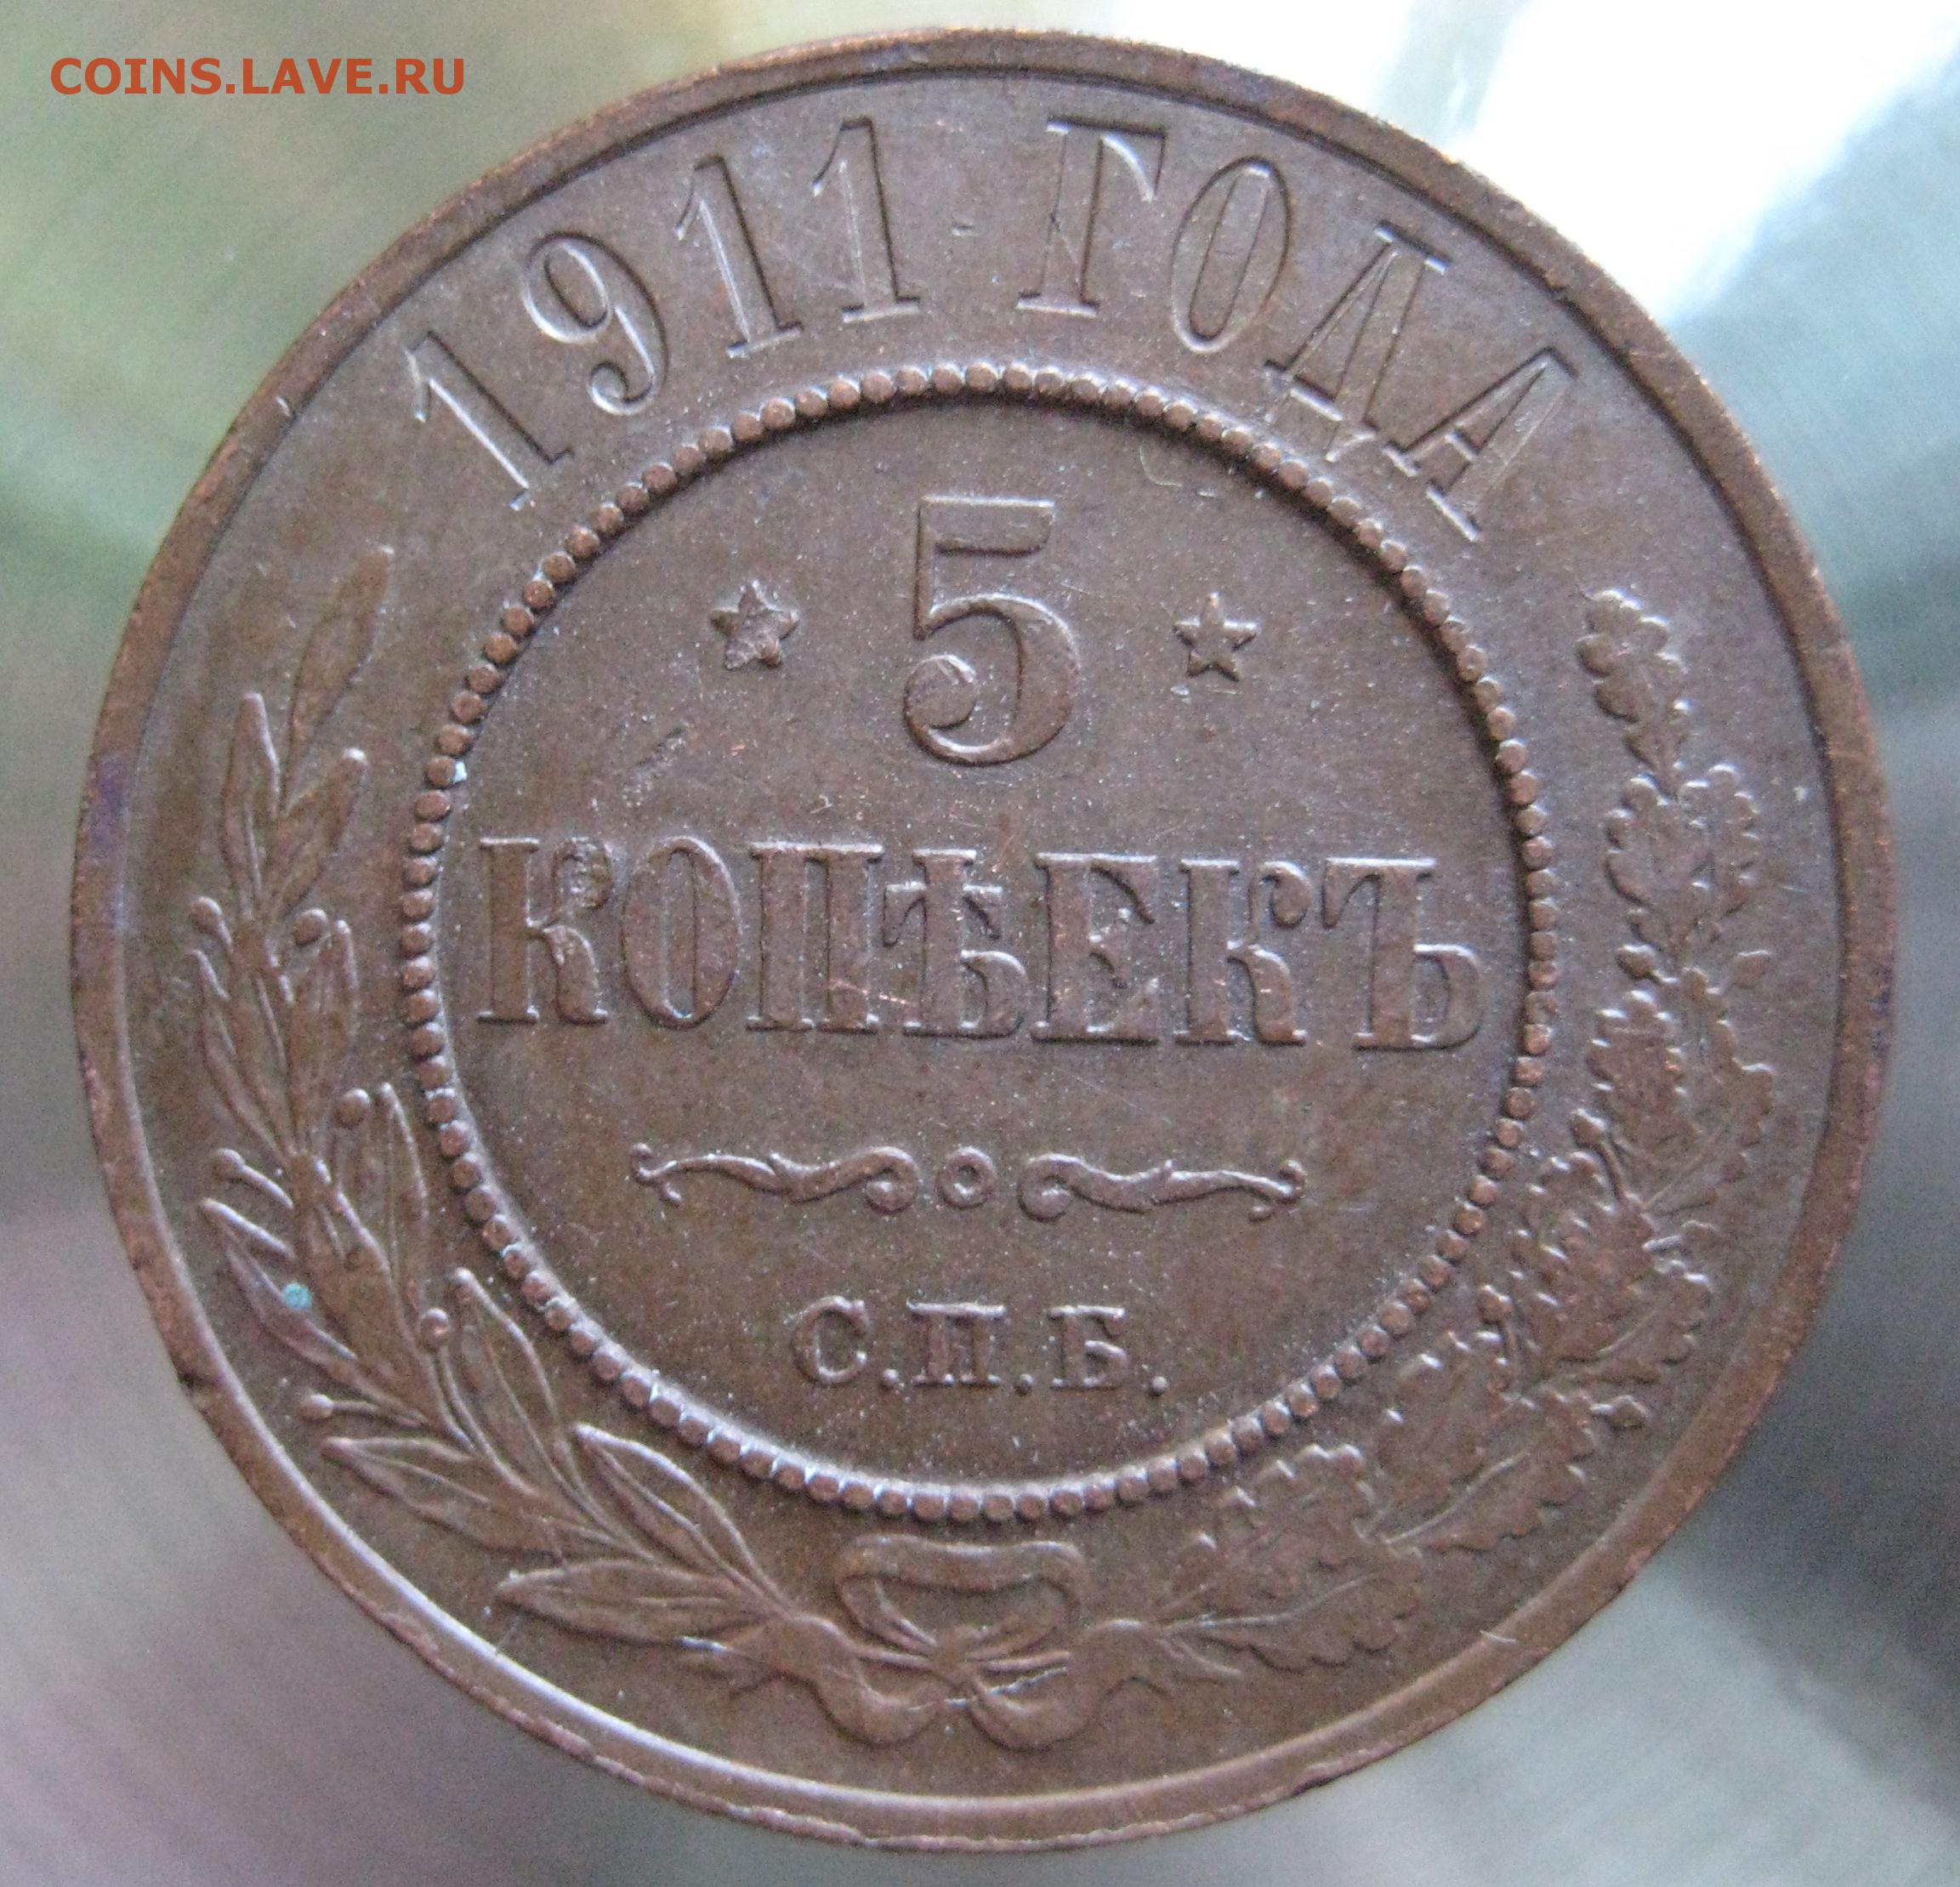 COINS.LAVE.RU
1911 ГОДА
5
КОПѢЕКЪ
С.П.Б.